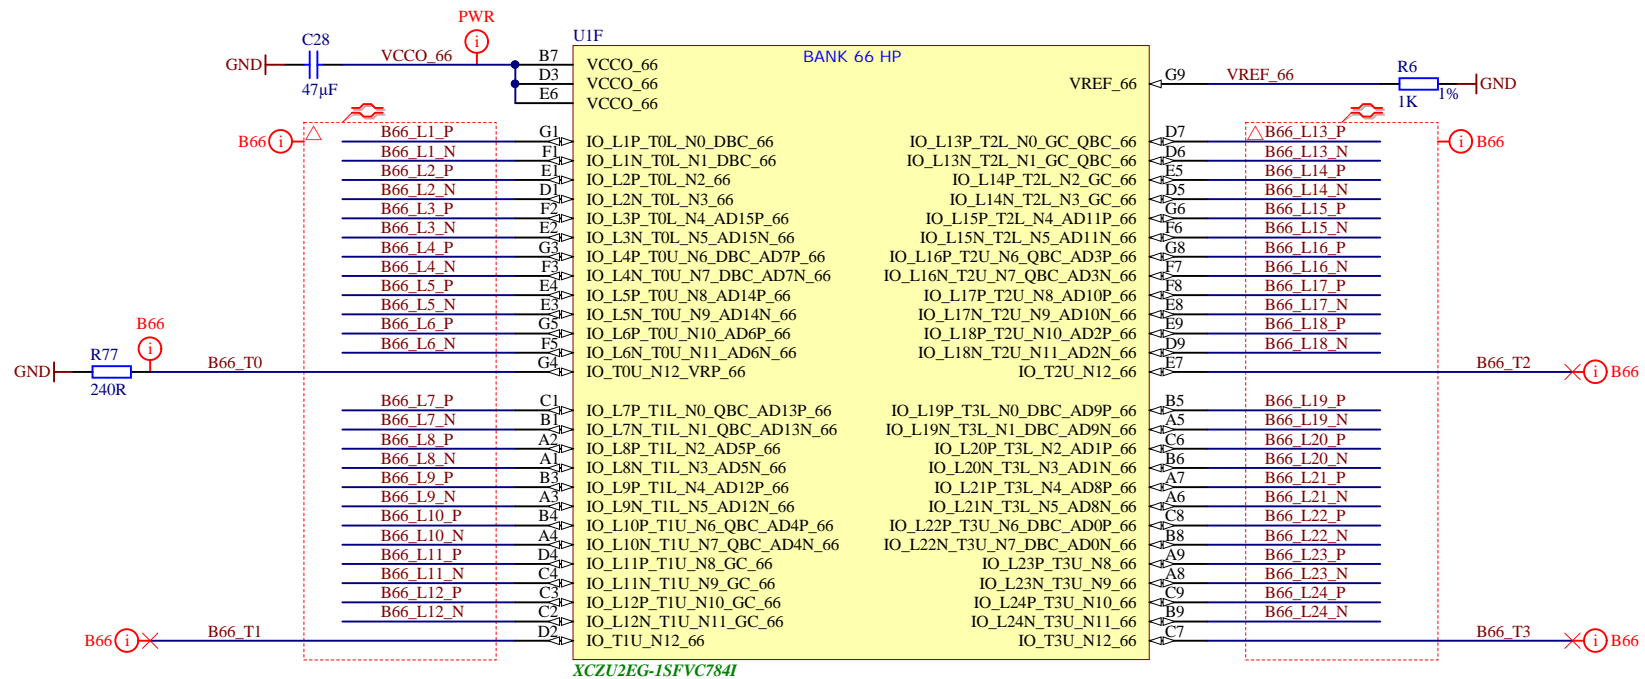 PWR
U1F
BANK 66 HP
C28
GND
47µF
VCCO_66
B7 VCCO_66
D3 VCCO_66
E6 VCCO_66
VREF_66 G9 VREF_66
R6
1K
1%
GND
B66
B66_L1_P G1 IO_L1P_T0L_N0_DBC_66
B66_L1_N F1 IO_L1N_T0L_N1_DBC_66
B66_L2_P E1 IO_L2P_T0L_N2_66
B66_L2_N D1 IO_L2N_T0L_N3_66
B66_L3_P F2 IO_L3P_T0L_N4_AD15P_66
B66_L3_N E2 IO_L3N_T0L_N5_AD15N_66
B66_L4_P G3 IO_L4P_T0U_N6_DBC_AD7P_66
B66_L4_N F3 IO_L4N_T0U_N7_DBC_AD7N_66
B66_L5_P E4 IO_L5P_T0U_N8_AD14P_66
B66_L5_N E3 IO_L5N_T0U_N9_AD14N_66
B66_L6_P G5 IO_L6P_T0U_N10_AD6P_66
B66_L6_N F5 IO_L6N_T0U_N11_AD6N_66
B66
R77
GND
240R
B66_T0 G4 IO_T0U_N12_VRP_66
B66_L7_P C1 IO_L7P_T1L_N0_QBC_AD13P_66
B66_L7_N B1 IO_L7N_T1L_N1_QBC_AD13N_66
B66_L8_P A2 IO_L8P_T1L_N2_AD5P_66
B66_L8_N A1 IO_L8N_T1L_N3_AD5N_66
B66_L9_P B3 IO_L9P_T1L_N4_AD12P_66
B66_L9_N A3 IO_L9N_T1L_N5_AD12N_66
B66_L10_P B4 IO_L10P_T1U_N6_QBC_AD4P_66
B66_L10_N A4 IO_L10N_T1U_N7_QBC_AD4N_66
B66_L11_P D4 IO_L11P_T1U_N8_GC_66
B66_L11_N C4 IO_L11N_T1U_N9_GC_66
B66_L12_P C3 IO_L12P_T1U_N10_GC_66
B66_L12_N C2 IO_L12N_T1U_N11_GC_66
B66 B66_T1 D2 IO_T1U_N12_66
IO_L13P_T2L_N0_GC_QBC_66 D7 B66_L13_P
B66
IO_L13N_T2L_N1_GC_QBC_66 D6 B66_L13_N
IO_L14P_T2L_N2_GC_66 E5 B66_L14_P
IO_L14N_T2L_N3_GC_66 D5 B66_L14_N
IO_L15P_T2L_N4_AD11P_66 G6 B66_L15_P
IO_L15N_T2L_N5_AD11N_66 F6 B66_L15_N
IO_L16P_T2U_N6_QBC_AD3P_66 G8 B66_L16_P
IO_L16N_T2U_N7_QBC_AD3N_66 F7 B66_L16_N
IO_L17P_T2U_N8_AD10P_66 F8 B66_L17_P
IO_L17N_T2U_N9_AD10N_66 E8 B66_L17_N
IO_L18P_T2U_N10_AD2P_66 E9 B66_L18_P
IO_L18N_T2U_N11_AD2N_66 D9 B66_L18_N
IO_T2U_N12_66 E7 B66_T2 B66
IO_L19P_T3L_N0_DBC_AD9P_66 B5 B66_L19_P
IO_L19N_T3L_N1_DBC_AD9N_66 A5 B66_L19_N
IO_L20P_T3L_N2_AD1P_66 C6 B66_L20_P
IO_L20N_T3L_N3_AD1N_66 B6 B66_L20_N
IO_L21P_T3L_N4_AD8P_66 A7 B66_L21_P
IO_L21N_T3L_N5_AD8N_66 A6 B66_L21_N
IO_L22P_T3U_N6_DBC_AD0P_66 C8 B66_L22_P
IO_L22N_T3U_N7_DBC_AD0N_66 B8 B66_L22_N
IO_L23P_T3U_N8_66 A9 B66_L23_P
IO_L23N_T3U_N9_66 A8 B66_L23_N
IO_L24P_T3U_N10_66 C9 B66_L24_P
IO_L24N_T3U_N11_66 B9 B66_L24_N
IO_T3U_N12_66 C7 B66_T3 B66
XCZU2EG-1SFVC784I